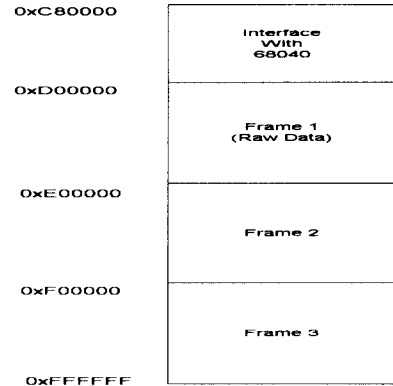 0xC80000
Interface
With
68040
0xD00000
Frame 1
(Raw Data)
0xE00000
Frame 2
0xF00000
Frame 3
0xFFFFFF